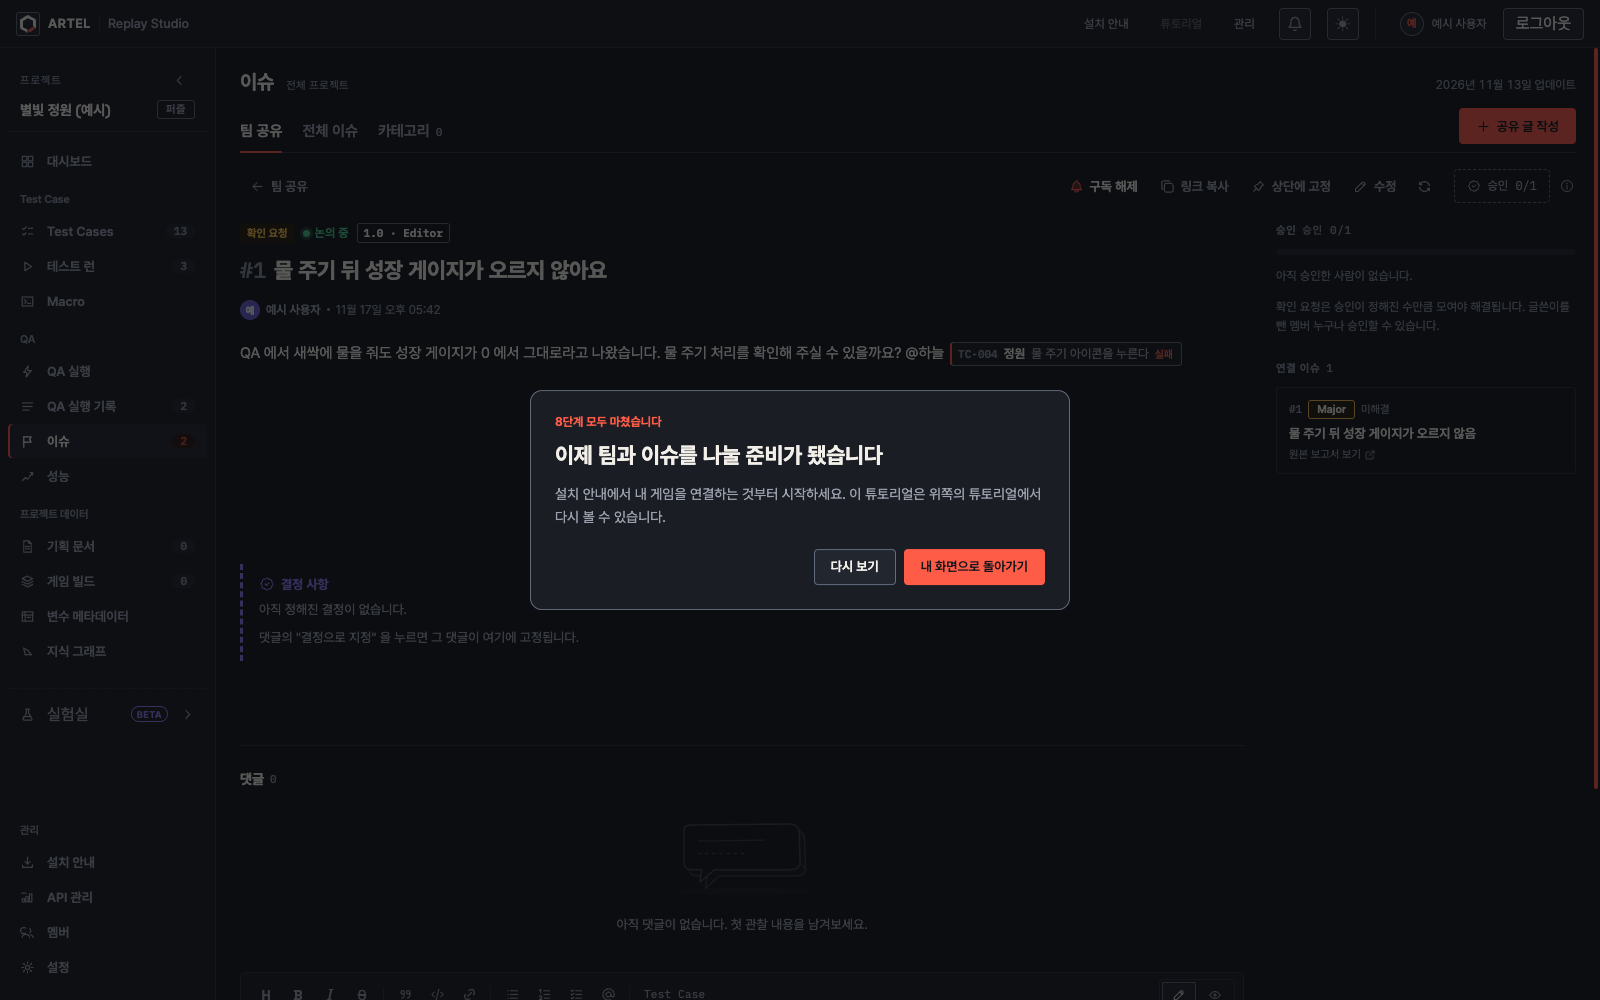 ARTEL Replay Studio
설치 안내
튜토리얼
관리
예 예시 사용자
로그아웃
프로젝트
별빛 정원 (예시) 퍼즐
대시보드
Test Case
Test Cases 13
테스트 런 3
Macro
QA
QA 실행
QA 실행 기록 2
이슈 2
성능
프로젝트 데이터
기획 문서 0
게임 빌드 0
변수 메타데이터
지식 그래프
실험실 BETA
관리
설치 안내
API 관리
멤버
설정
이슈 전체 프로젝트
2026년 11월 13일 업데이트
팀 공유 전체 이슈 카테고리 0
+ 공유 글 작성
← 팀 공유
구독 해제 링크 복사 상단에 고정 수정 승인 0/1
확인 요청 논의 중 1.0 · Editor
#1 물 주기 뒤 성장 게이지가 오르지 않아요
예 예시 사용자 • 11월 17일 오후 05:42
QA 에서 새싹에 물을 줘도 성장 게이지가 0 에서 그대로라고 나왔습니다. 물 주기 처리를 확인해 주실 수 있을까요? @하늘 TC-004 정원 물 주기 아이콘을 누른다 실패
승인 승인 0/1
아직 승인한 사람이 없습니다.
확인 요청은 승인이 정해진 수만큼 모여야 해결됩니다. 글쓴이를
뺀 멤버 누구나 승인할 수 있습니다.
연결 이슈 1
#1 Major 미해결
물 주기 뒤 성장 게이지가 오르지 않음
원본 보고서 보기
8단계 모두 마쳤습니다
이제 팀과 이슈를 나눌 준비가 됐습니다
설치 안내에서 내 게임을 연결하는 것부터 시작하세요. 이 튜토리얼은 위쪽의 튜토리얼에서
다시 볼 수 있습니다.
다시 보기
내 화면으로 돌아가기
결정 사항
아직 정해진 결정이 없습니다.
댓글의 "결정으로 지정" 을 누르면 그 댓글이 여기에 고정됩니다.
댓글 0
아직 댓글이 없습니다. 첫 관찰 내용을 남겨보세요.
H B I Test Case